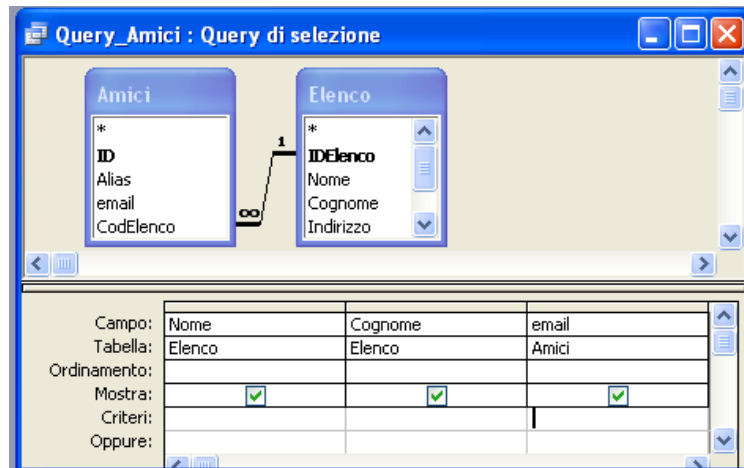 Query_Amici : Query di selezione
Amici
*
ID
Alias
email
CodElenco
∞
1
Elenco
*
IDElenco
Nome
Cognome
Indirizzo
Campo: Nome Cognome email
Tabella: Elenco Elenco Amici
Ordinamento:
Mostra:
Criteri:
Oppure: